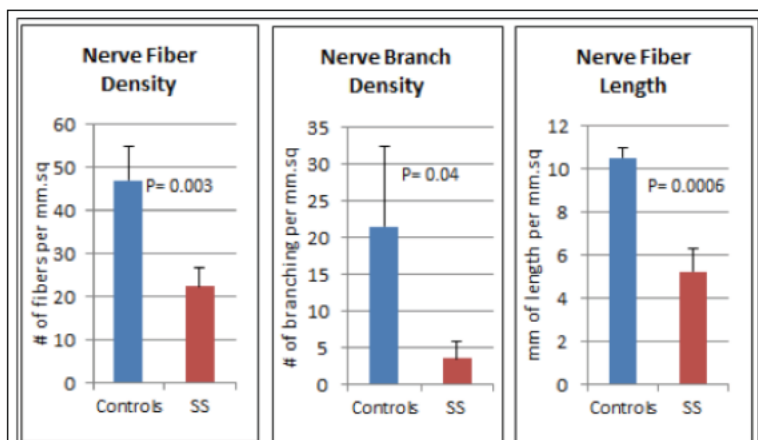 Nerve Fiber
Density
# of fibers per mm.sq
60
50
40
30
20
10
0
P= 0.003
Controls SS
Nerve Branch
Density
# of branching per mm.sq
35
30
25
20
15
10
5
0
P= 0.04
Controls SS
Nerve Fiber
Length
mm of length per mm.sq
12
10
8
6
4
2
0
P= 0.0006
Controls SS